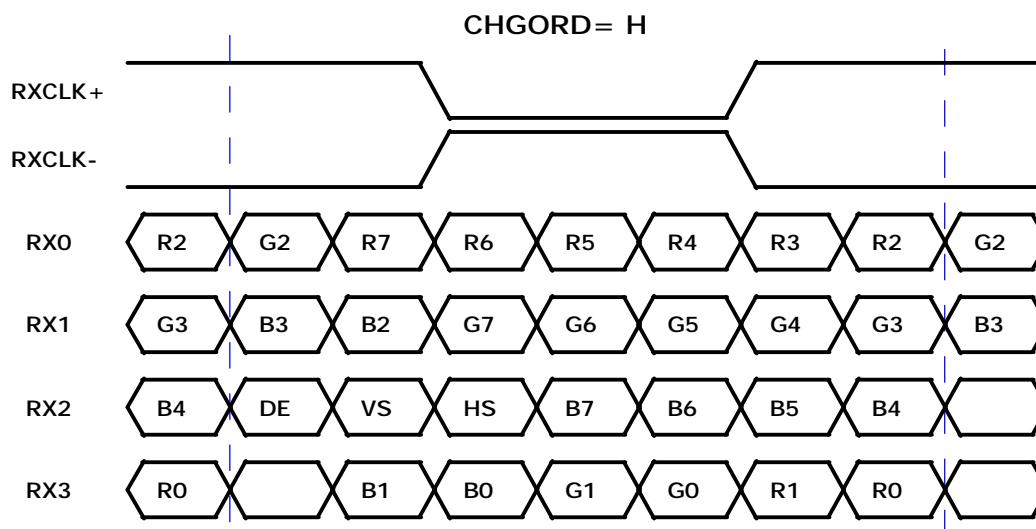 CHGORD= H
RXCLK+
RXCLK-
RX0 R2 G2 R7 R6 R5 R4 R3 R2 G2
RX1 G3 B3 B2 G7 G6 G5 G4 G3 B3
RX2 B4 DE VS HS B7 B6 B5 B4
RX3 R0 B1 B0 G1 G0 R1 R0